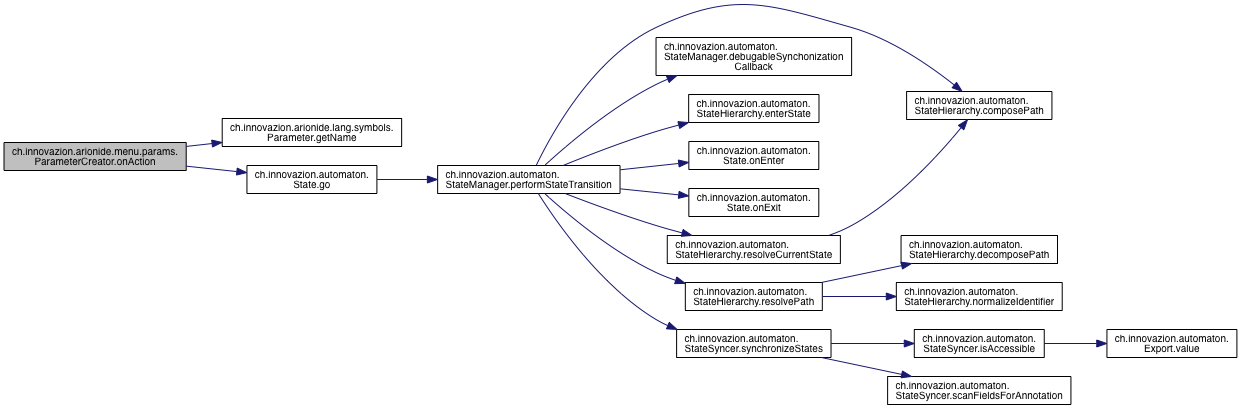 ch.innovazion.arionide.menu.params.
ParameterCreator.onAction
ch.innovazion.arionide.lang.symbols.
Parameter.getName
ch.innovazion.automaton.
State.go
ch.innovazion.automaton.
StateManager.performStateTransition
ch.innovazion.automaton.
StateManager.debugableSynchonization
Callback
ch.innovazion.automaton.
StateHierarchy.enterState
ch.innovazion.automaton.
State.onEnter
ch.innovazion.automaton.
State.onExit
ch.innovazion.automaton.
StateHierarchy.resolveCurrentState
ch.innovazion.automaton.
StateHierarchy.resolvePath
ch.innovazion.automaton.
StateSyncer.synchronizeStates
ch.innovazion.automaton.
StateHierarchy.composePath
ch.innovazion.automaton.
StateHierarchy.decomposePath
ch.innovazion.automaton.
StateHierarchy.normalizeIdentifier
ch.innovazion.automaton.
StateSyncer.isAccessible
ch.innovazion.automaton.
StateSyncer.scanFieldsForAnnotation
ch.innovazion.automaton.
Export.value